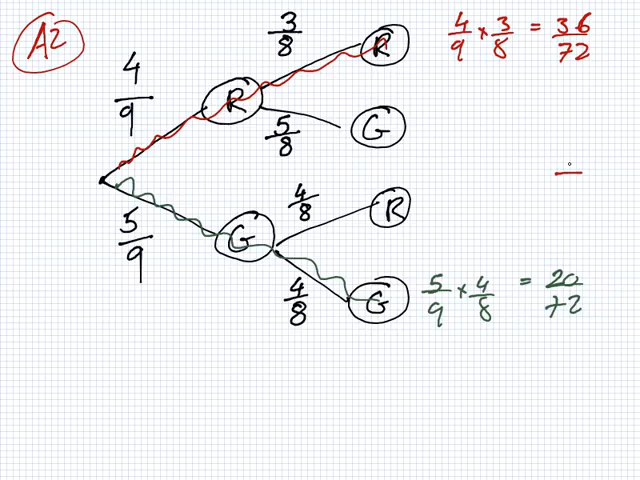 A2
3/8
4/9 × 3/8 = 36/72
R
4/9
R
5/8
G
5/9
4/8
R
G
4/8
G
5/9 × 4/8 = 20/72